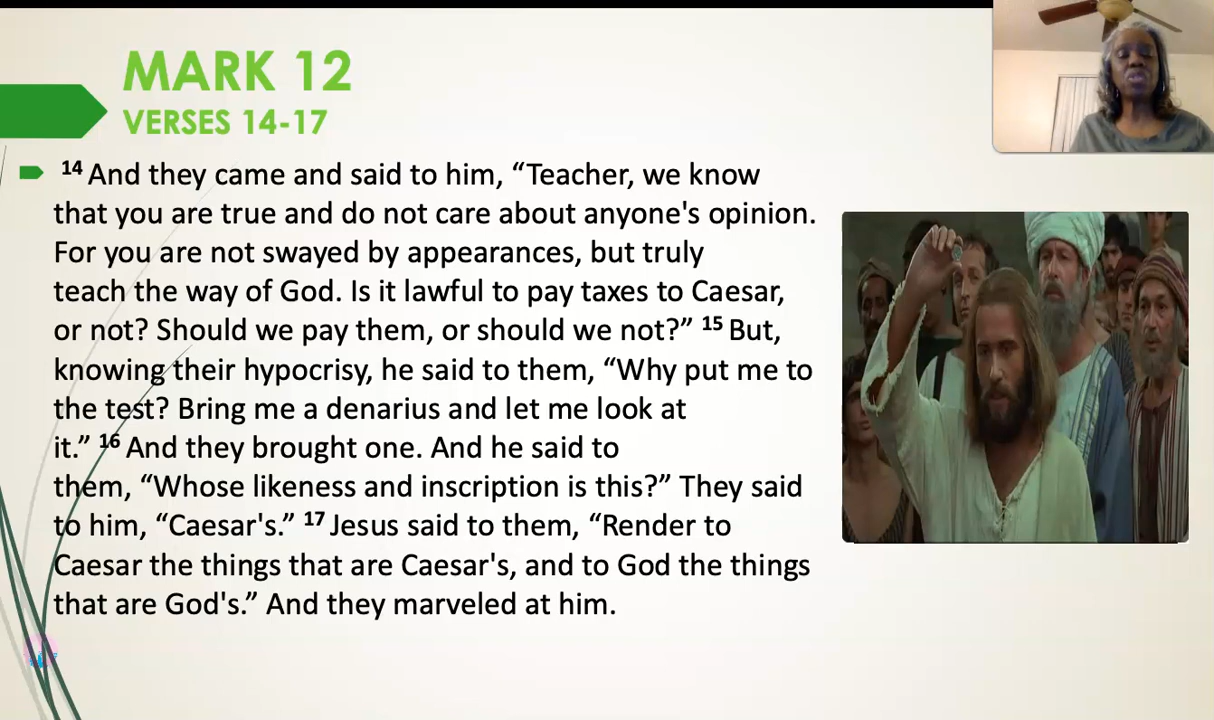 MARK 12
VERSES 14-17
14 And they came and said to him, “Teacher, we know
that you are true and do not care about anyone's opinion.
For you are not swayed by appearances, but truly
teach the way of God. Is it lawful to pay taxes to Caesar,
or not? Should we pay them, or should we not?” 15 But,
knowing their hypocrisy, he said to them, “Why put me to
the test? Bring me a denarius and let me look at
it.” 16 And they brought one. And he said to
them, “Whose likeness and inscription is this?” They said
to him, “Caesar's.” 17 Jesus said to them, “Render to
Caesar the things that are Caesar's, and to God the things
that are God's.” And they marveled at him.